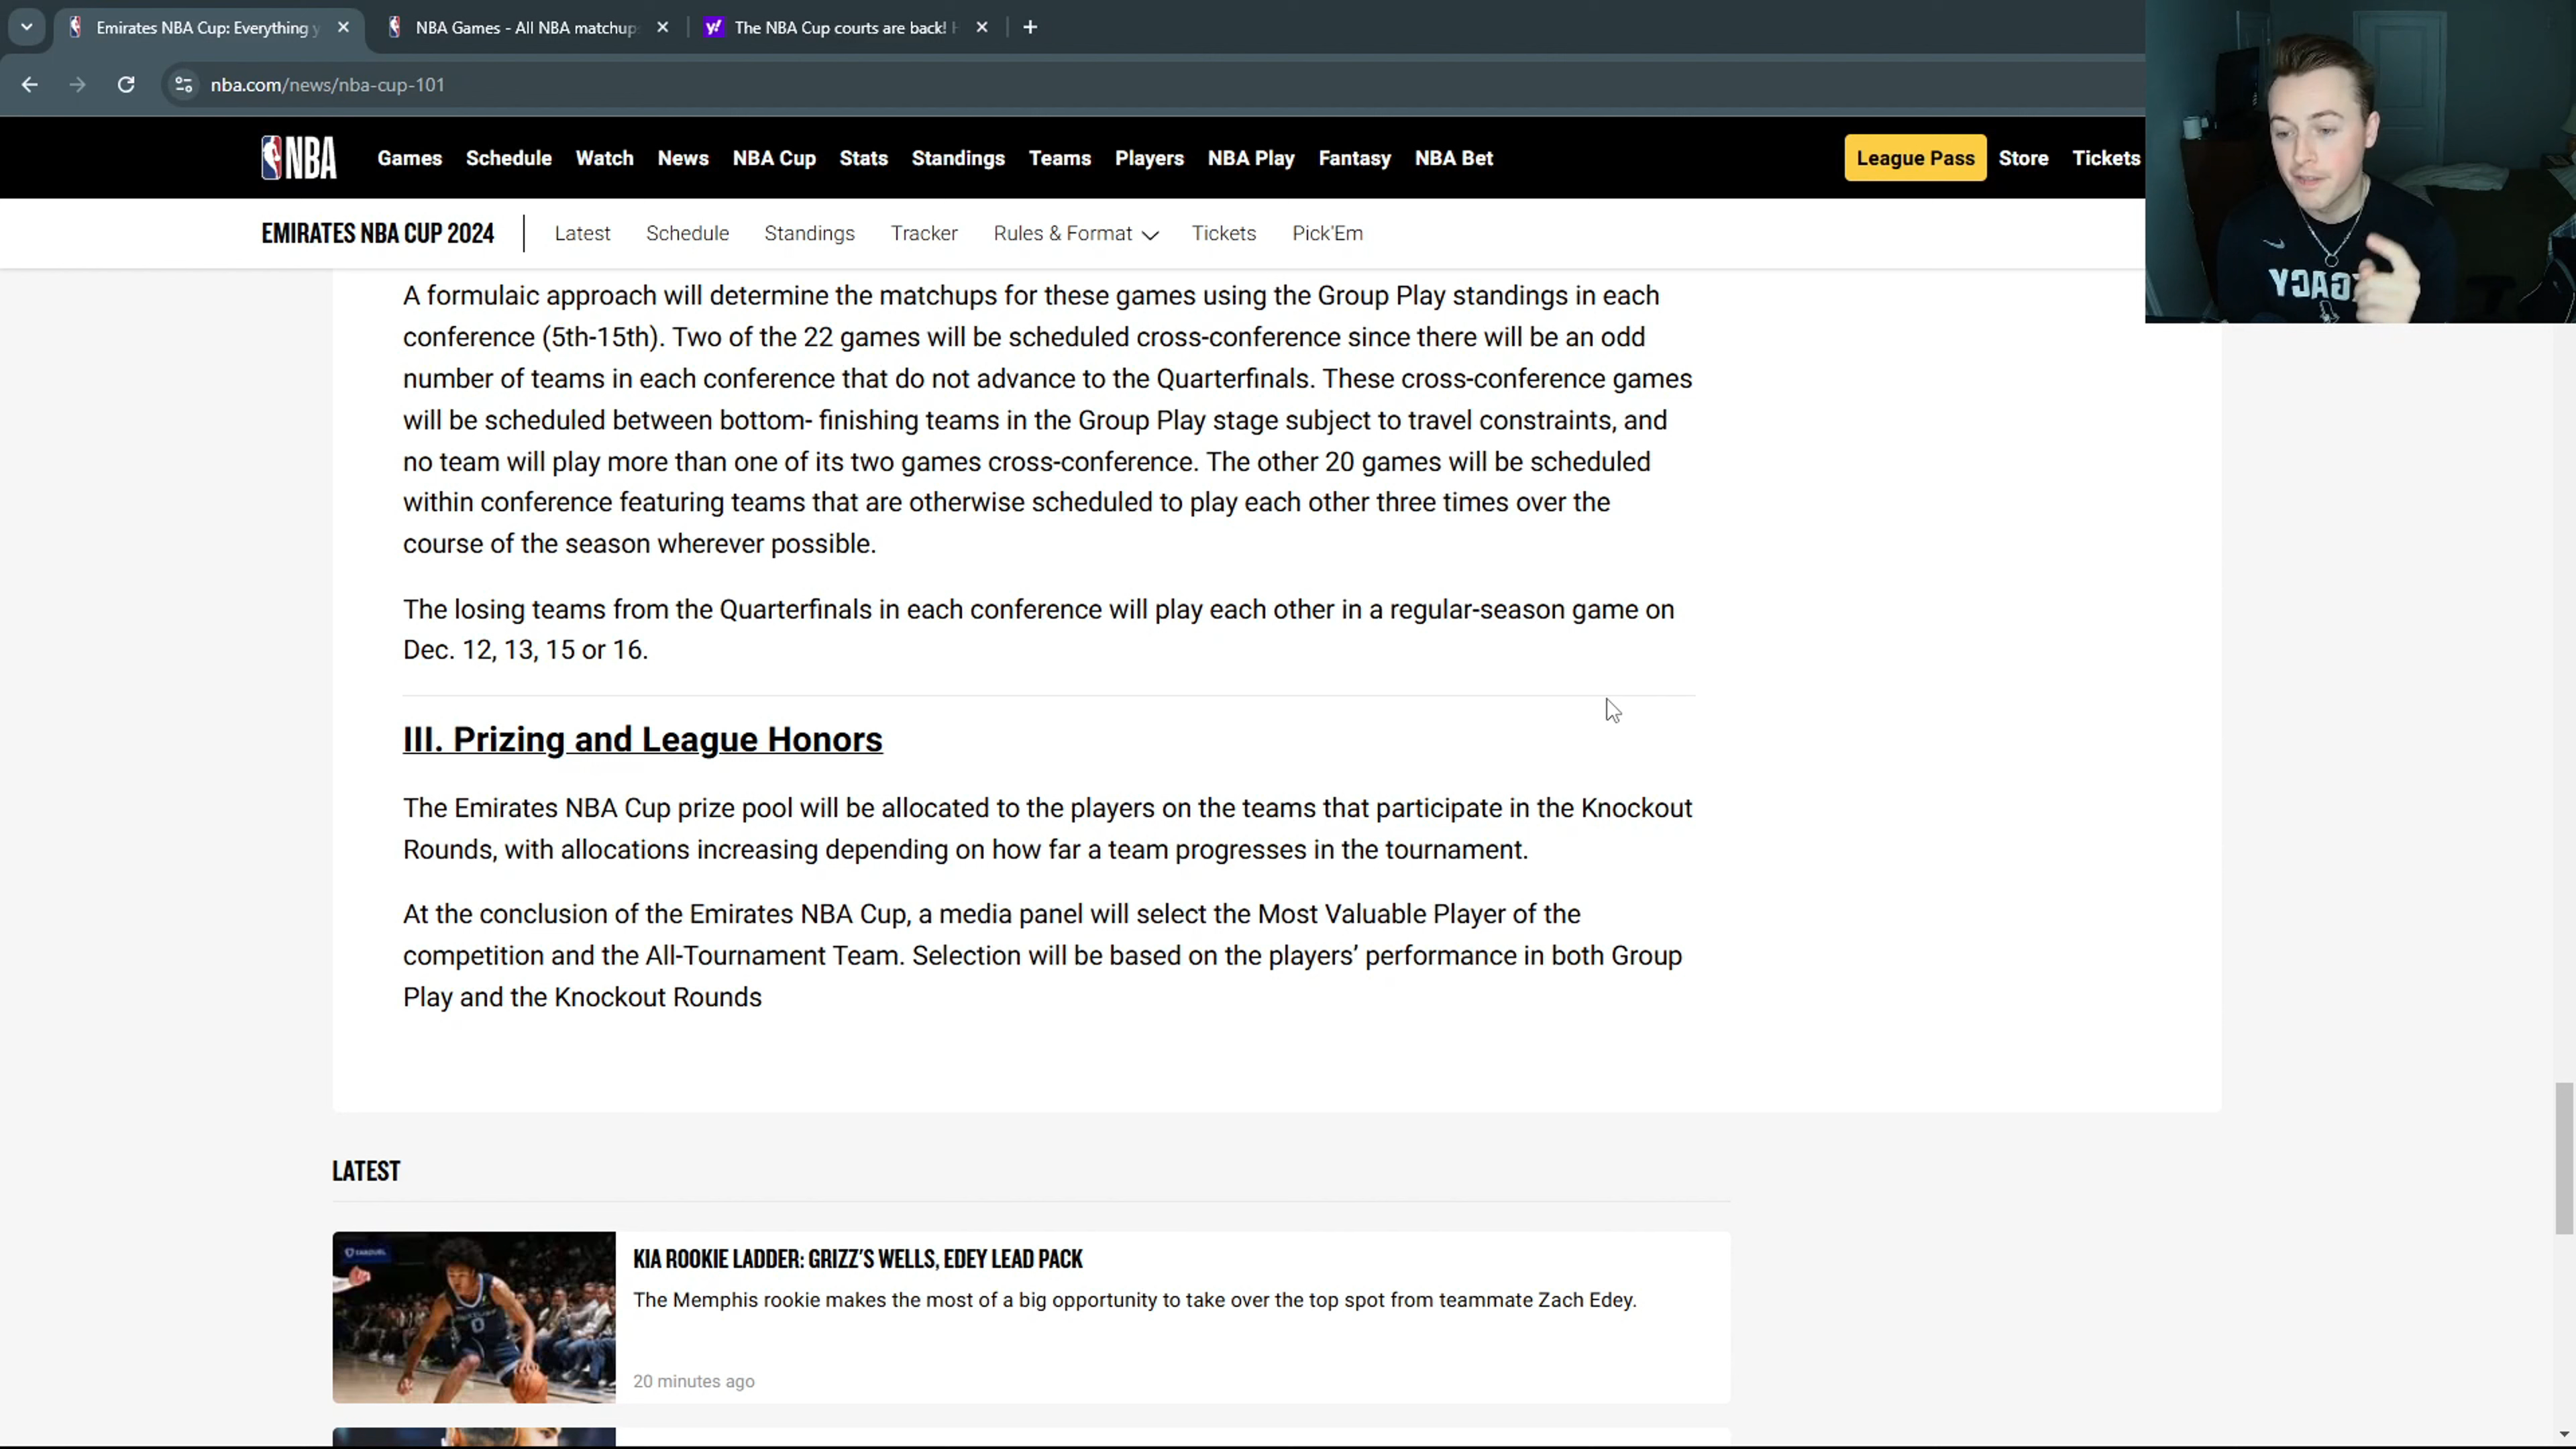 Emirates NBA Cup: Everything y
NBA Games - All NBA matchups
y! The NBA Cup courts are back! H
nba.com/news/nba-cup-101
NBA Games Schedule Watch News NBA Cup Stats Standings Teams Players NBA Play Fantasy NBA Bet League Pass Store Tickets
EMIRATES NBA CUP 2024 Latest Schedule Standings Tracker Rules & Format Tickets Pick'Em
A formulaic approach will determine the matchups for these games using the Group Play standings in each
conference (5th-15th). Two of the 22 games will be scheduled cross-conference since there will be an odd
number of teams in each conference that do not advance to the Quarterfinals. These cross-conference games
will be scheduled between bottom- finishing teams in the Group Play stage subject to travel constraints, and
no team will play more than one of its two games cross-conference. The other 20 games will be scheduled
within conference featuring teams that are otherwise scheduled to play each other three times over the
course of the season wherever possible.
The losing teams from the Quarterfinals in each conference will play each other in a regular-season game on
Dec. 12, 13, 15 or 16.
III. Prizing and League Honors
The Emirates NBA Cup prize pool will be allocated to the players on the teams that participate in the Knockout
Rounds, with allocations increasing depending on how far a team progresses in the tournament.
At the conclusion of the Emirates NBA Cup, a media panel will select the Most Valuable Player of the
competition and the All-Tournament Team. Selection will be based on the players’ performance in both Group
Play and the Knockout Rounds
LATEST
KIA ROOKIE LADDER: GRIZZ'S WELLS, EDEY LEAD PACK
The Memphis rookie makes the most of a big opportunity to take over the top spot from teammate Zach Edey.
20 minutes ago